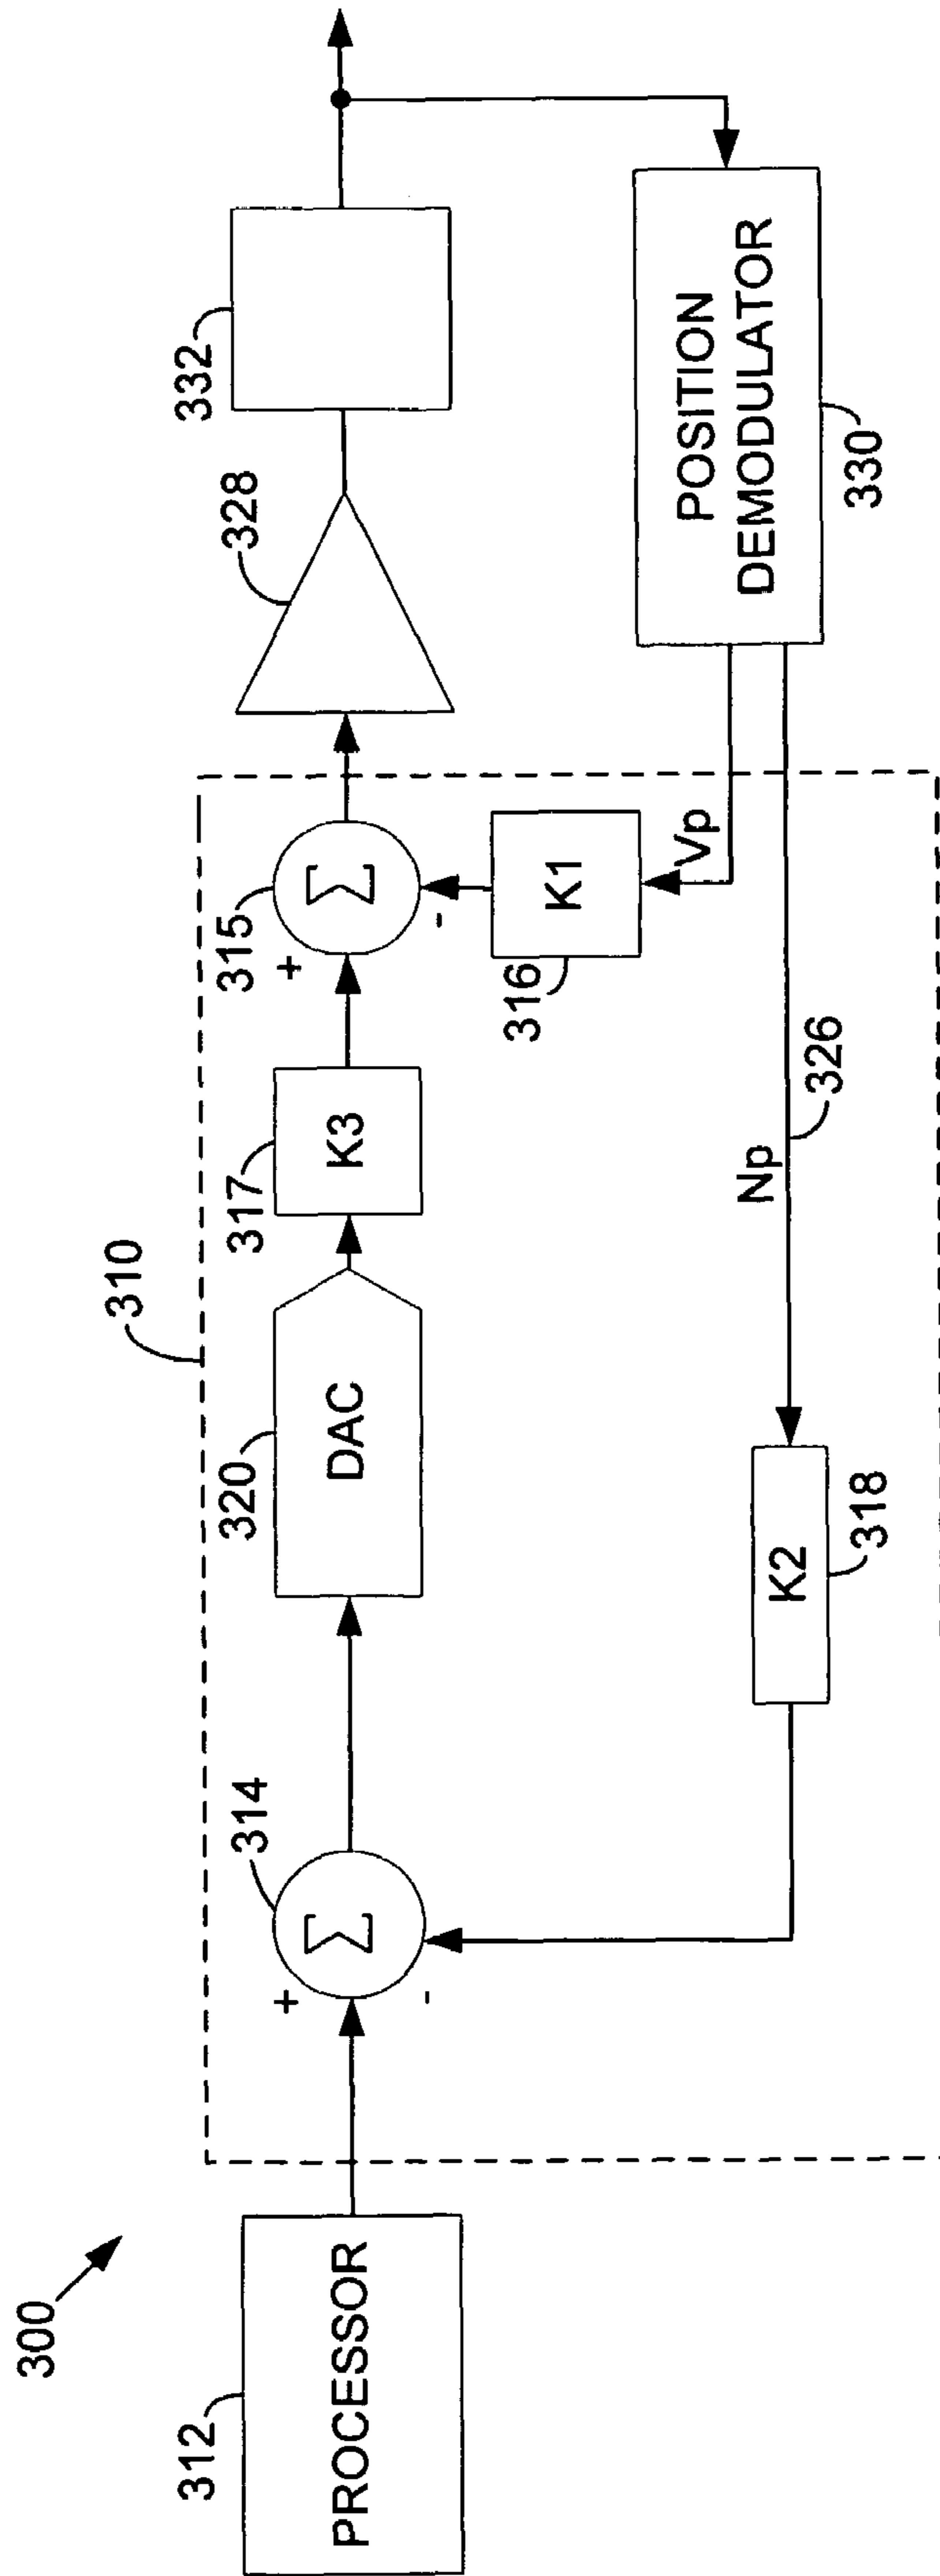 300
310
312
PROCESSOR
+
Σ
-
314
320
DAC
317
K3
315
+
Σ
-
328
332
K1
316
Vp
Np
326
K2
318
POSITION
DEMODULATOR
330